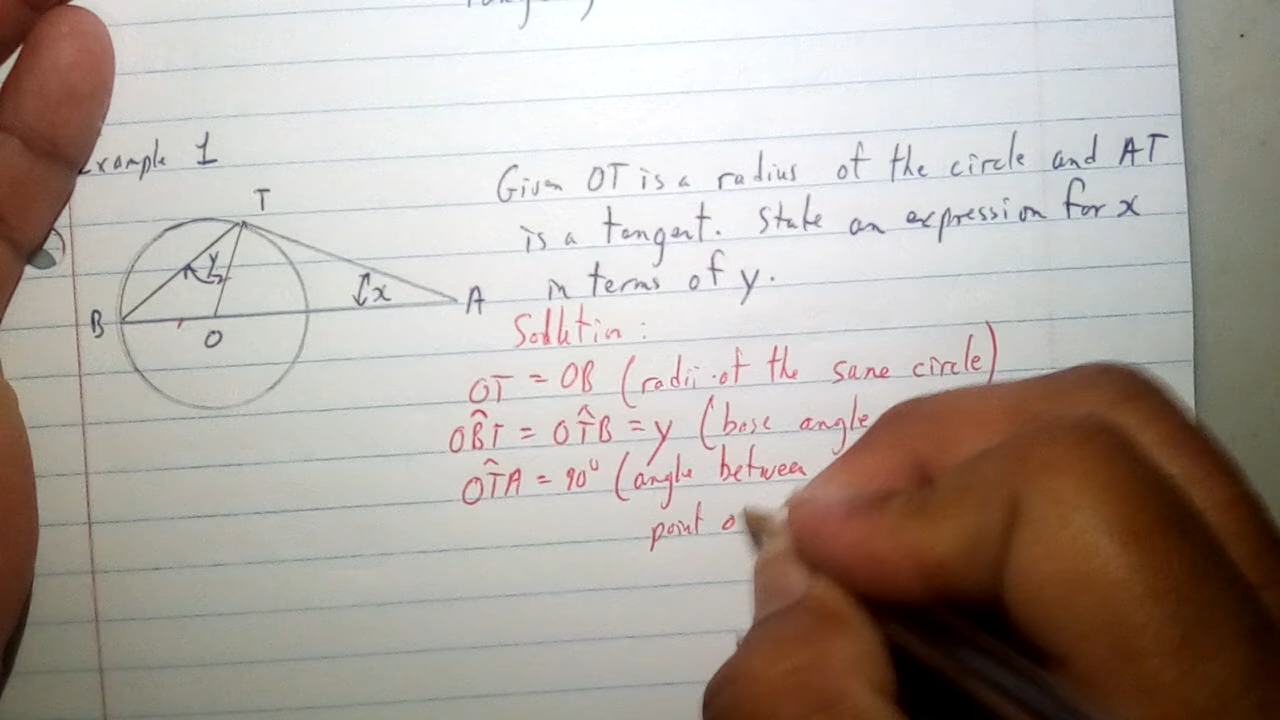 Example 1
T
y
x
A
B
O
Given OT is a radius of the circle and AT
is a tangent. State an expression for x
in terms of y.
Solutin :
OT = OB (radii of the same circle)
OB̂T = OT̂B = y (base angle
OT̂A = 90° (angle between
point o